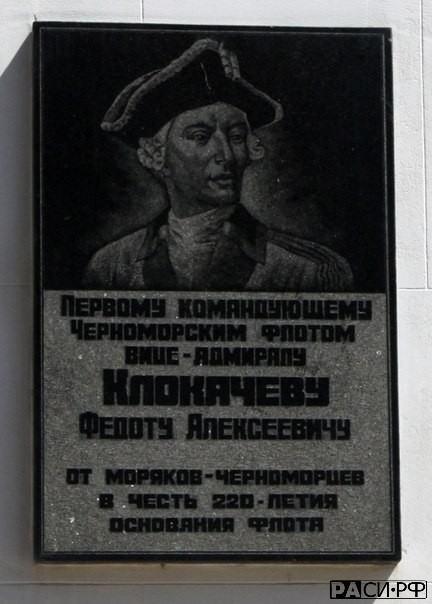 Первому командующему
Черноморским флотом
вице-адмиралу
Клокачеву
Федоту Алексеевичу
от моряков-черноморцев
в честь 220-летия
основания флота
РАСИ·РФ